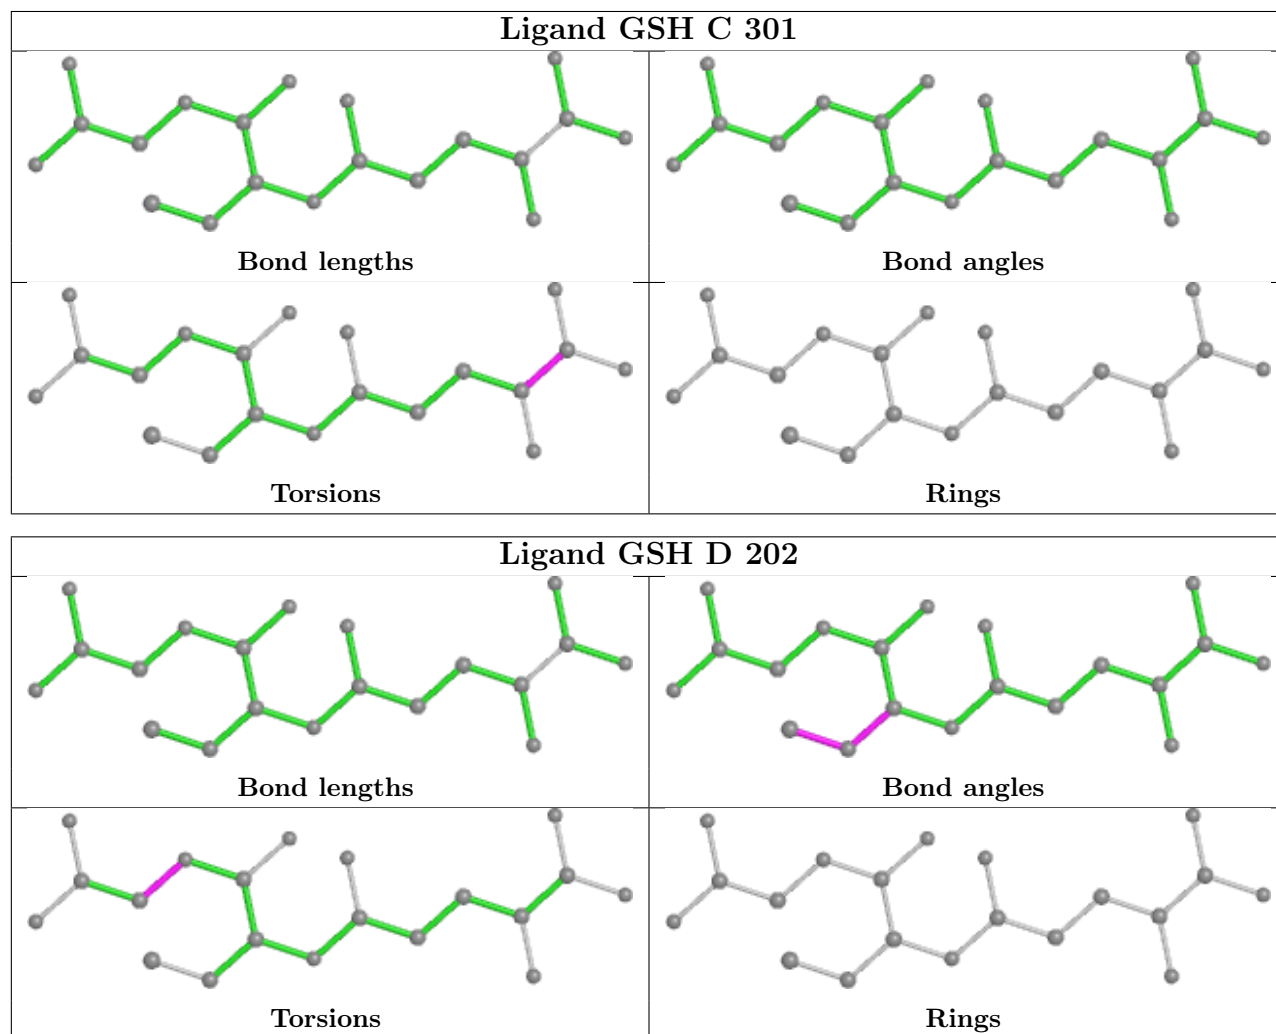 Ligand GSH C 301
Bond lengths
Bond angles
Torsions
Rings
Ligand GSH D 202
Bond lengths
Bond angles
Torsions
Rings